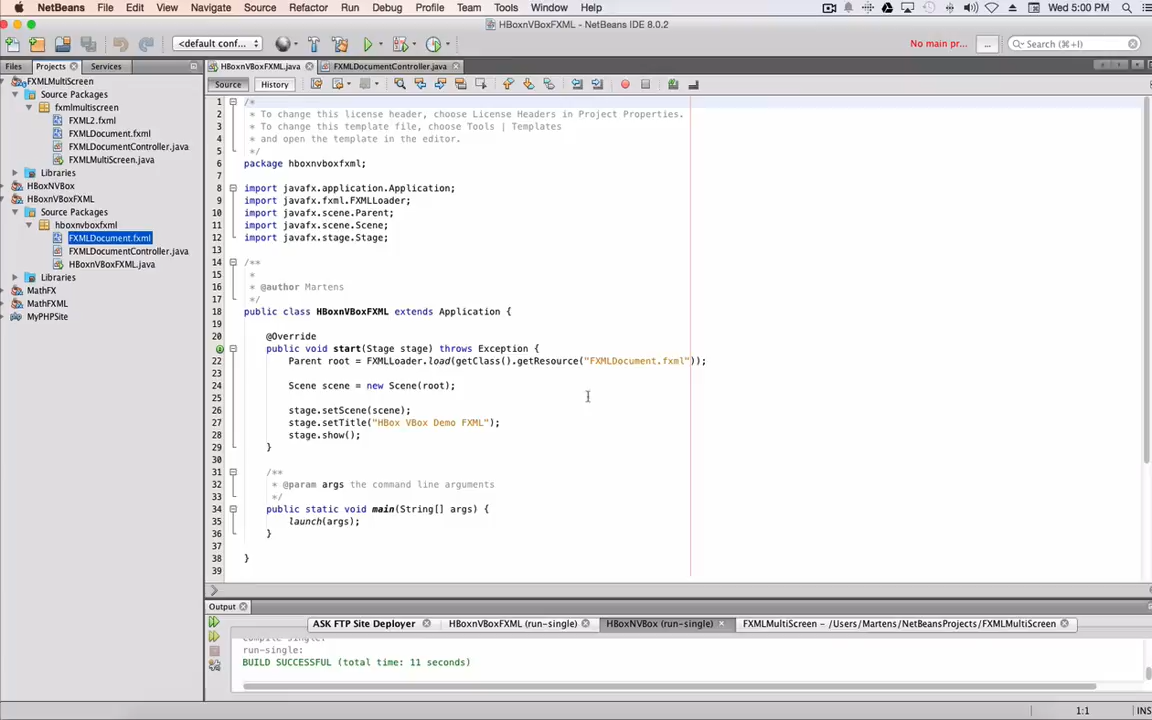 NetBeans File Edit View Navigate Source Refactor Run Debug Profile Team Tools Window Help Wed 5:00 PM
HBoxnVBoxFXML - NetBeans IDE 8.0.2
<default conf... No main pr... ... Search (⌘+I)
Files Projects Services HBoxnVBoxFXML.java FXMLDocumentController.java
Source History
FXMLMultiScreen
Source Packages
fxmlmultiscreen
FXML2.fxml
FXMLDocument.fxml
FXMLDocumentController.java
FXMLMultiScreen.java
Libraries
HBoxNVBox
HBoxnVBoxFXML
Source Packages
hboxnvboxfxml
FXMLDocument.fxml
FXMLDocumentController.java
HBoxnVBoxFXML.java
Libraries
MathFX
MathFXML
MyPHPSite
1 /*
2 * To change this license header, choose License Headers in Project Properties.
3 * To change this template file, choose Tools | Templates
4 * and open the template in the editor.
5 */
6 package hboxnvboxfxml;
7
8 import javafx.application.Application;
9 import javafx.fxml.FXMLLoader;
10 import javafx.scene.Parent;
11 import javafx.scene.Scene;
12 import javafx.stage.Stage;
13
14 /**
15 *
16 * @author Martens
17 */
18 public class HBoxnVBoxFXML extends Application {
19
20 @Override
21 public void start(Stage stage) throws Exception {
22 Parent root = FXMLLoader.load(getClass().getResource("FXMLDocument.fxml"));
23
24 Scene scene = new Scene(root);
25
26 stage.setScene(scene);
27 stage.setTitle("HBox VBox Demo FXML");
28 stage.show();
29 }
30
31 /**
32 * @param args the command line arguments
33 */
34 public static void main(String[] args) {
35 launch(args);
36 }
37
38 }
39
Output
ASK FTP Site Deployer HBoxnVBoxFXML (run-single) HBoxNVBox (run-single) FXMLMultiScreen - /Users/Martens/NetBeansProjects/FXMLMultiScreen
compile-single:
run-single:
BUILD SUCCESSFUL (total time: 11 seconds)
1:1 INS